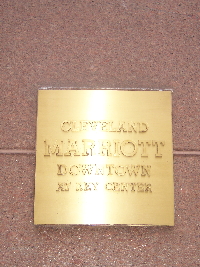 CLEVELAND
MARRIOTT
DOWNTOWN
AT KEY CENTER